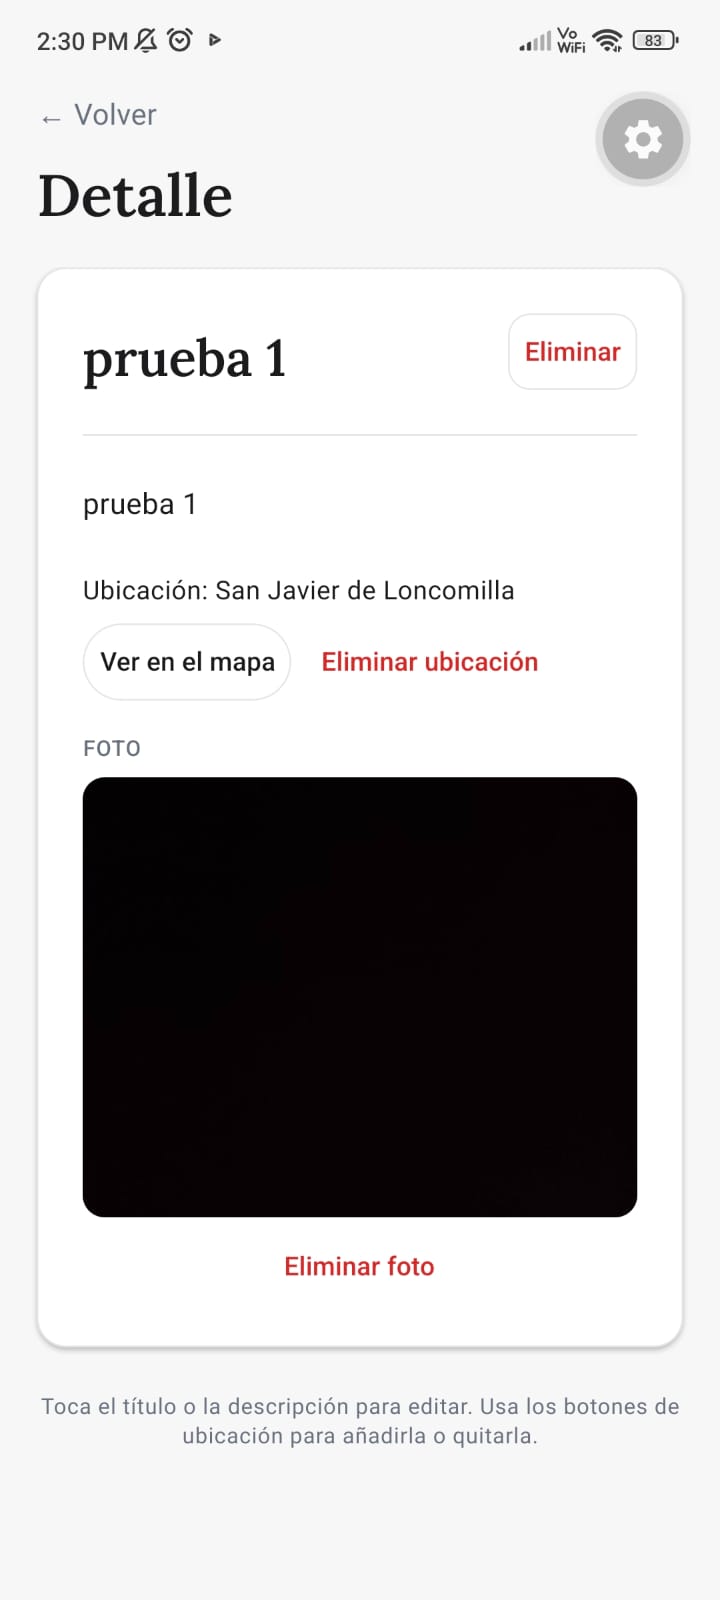 2:30 PM
Vo
WiFi
83
← Volver
Detalle
prueba 1
Eliminar
prueba 1
Ubicación: San Javier de Loncomilla
Ver en el mapa
Eliminar ubicación
FOTO
Eliminar foto
Toca el título o la descripción para editar. Usa los botones de
ubicación para añadirla o quitarla.